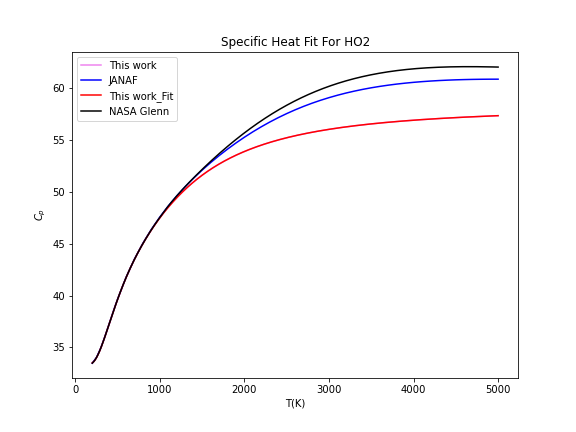 Specific Heat Fit For HO2
This work
JANAF
This work_Fit
NASA Glenn
60
55
50
45
40
35
C_p
0
1000
2000
3000
4000
5000
T(K)